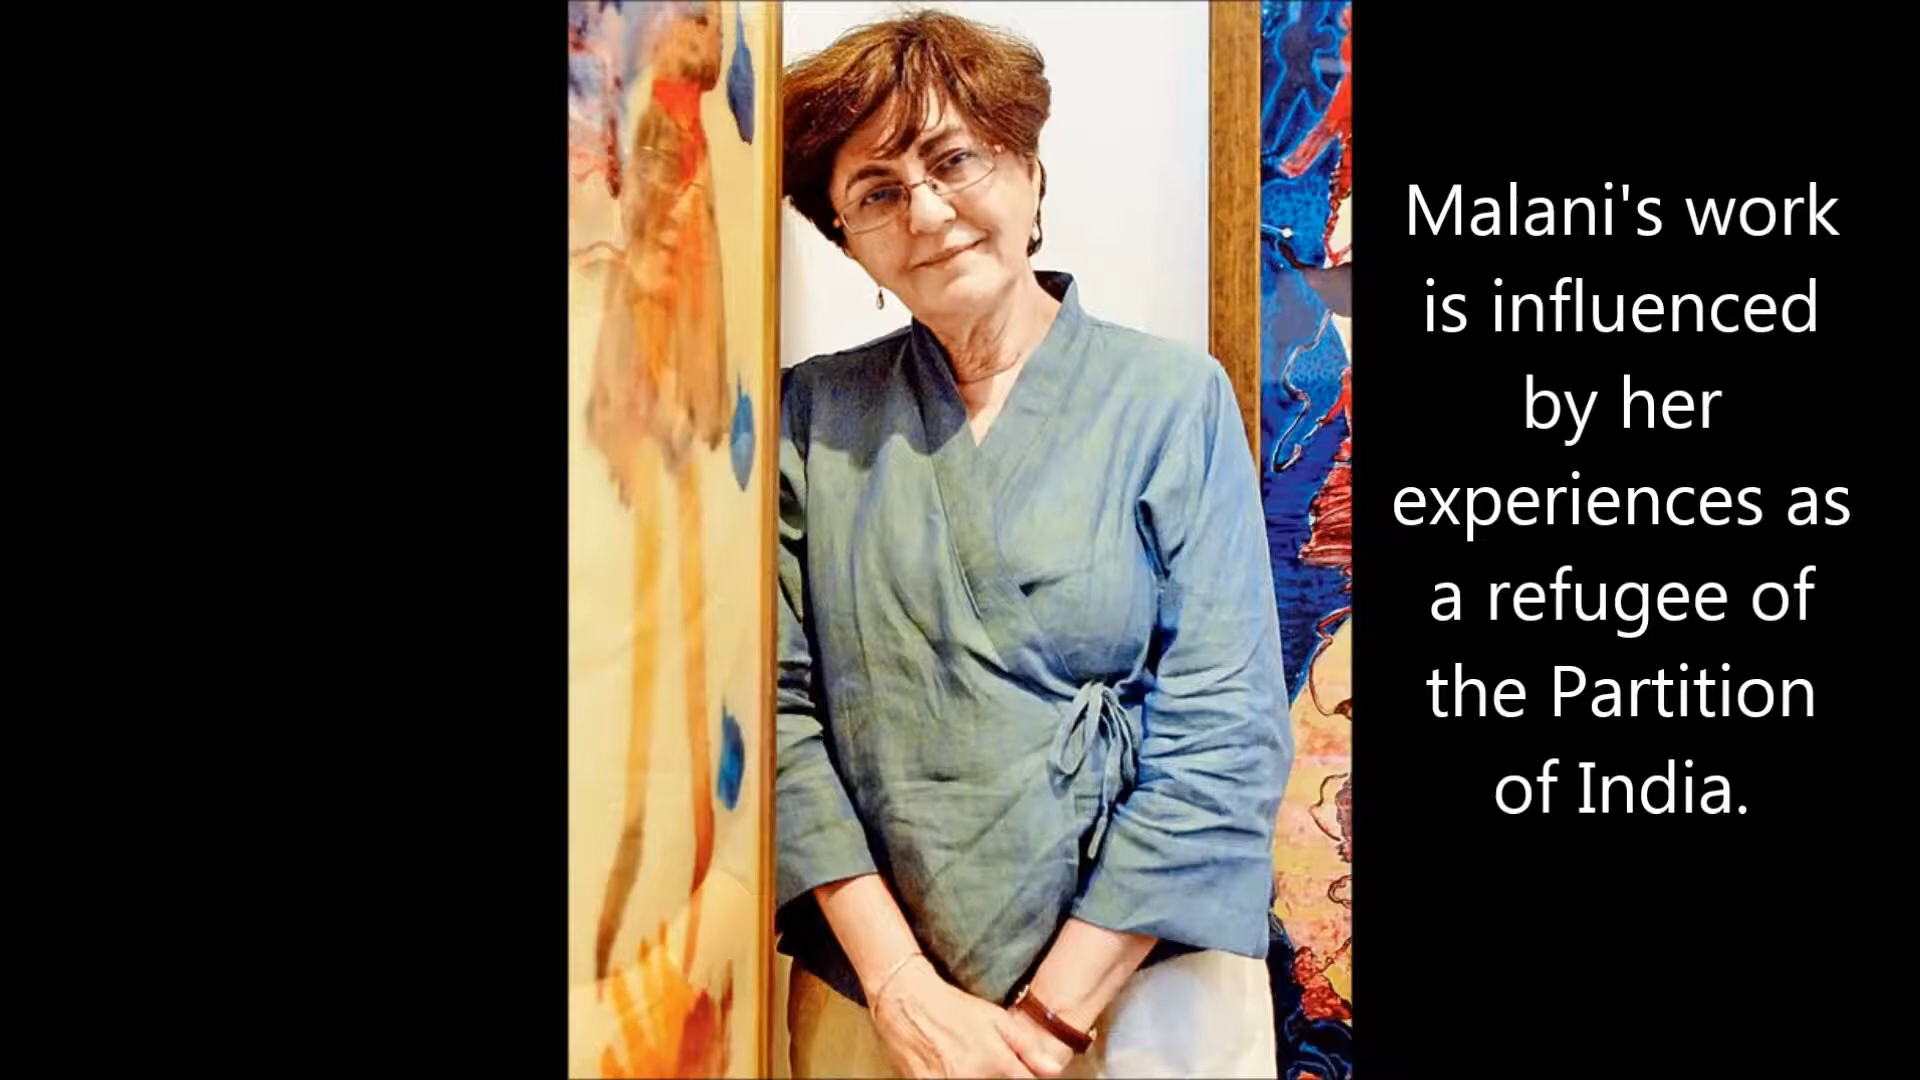 Malani's work
is influenced
by her
experiences as
a refugee of
the Partition
of India.